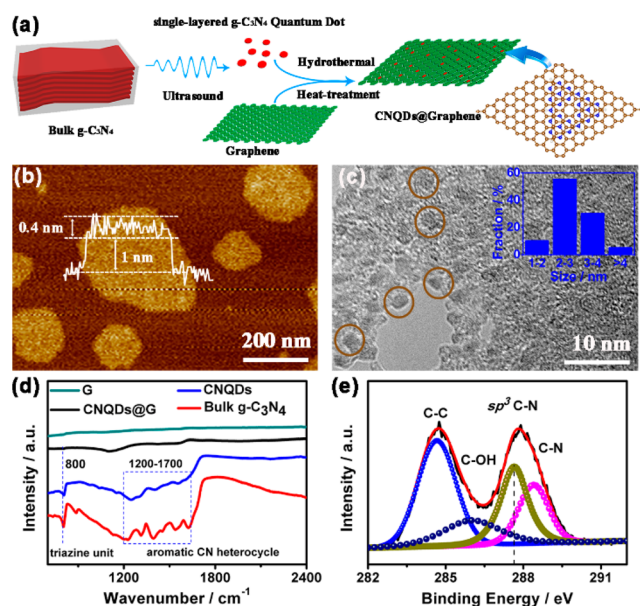 (a)
single-layered g-C₃N₄ Quantum Dot
Hydrothermal
Ultrasound
Heat-treatment
CNQDs@Graphene
Bulk g-C₃N₄
Graphene
(b)
0.4 nm
1 nm
200 nm
(c)
Fraction / %
60
40
20
0
1-2
2-3
3-4
>4
Size / nm
10 nm
(d)
G
CNQDs
CNQDs@G
Bulk g-C₃N₄
800
1200-1700
triazine unit
aromatic CN heterocycle
Intensity / a.u.
1200
1800
2400
Wavenumber / cm⁻¹
(e)
C-C
sp³ C-N
C-OH
C-N
Intensity / a.u.
282
285
288
291
Binding Energy / eV